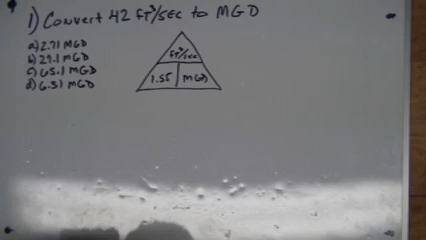 1) Convert 42 ft³/sec to MGD
a) 2.71 MGD
b) 27.1 MGD
c) 65.1 MGD
d) 6.51 MGD
ft³/sec
1.55 MGD